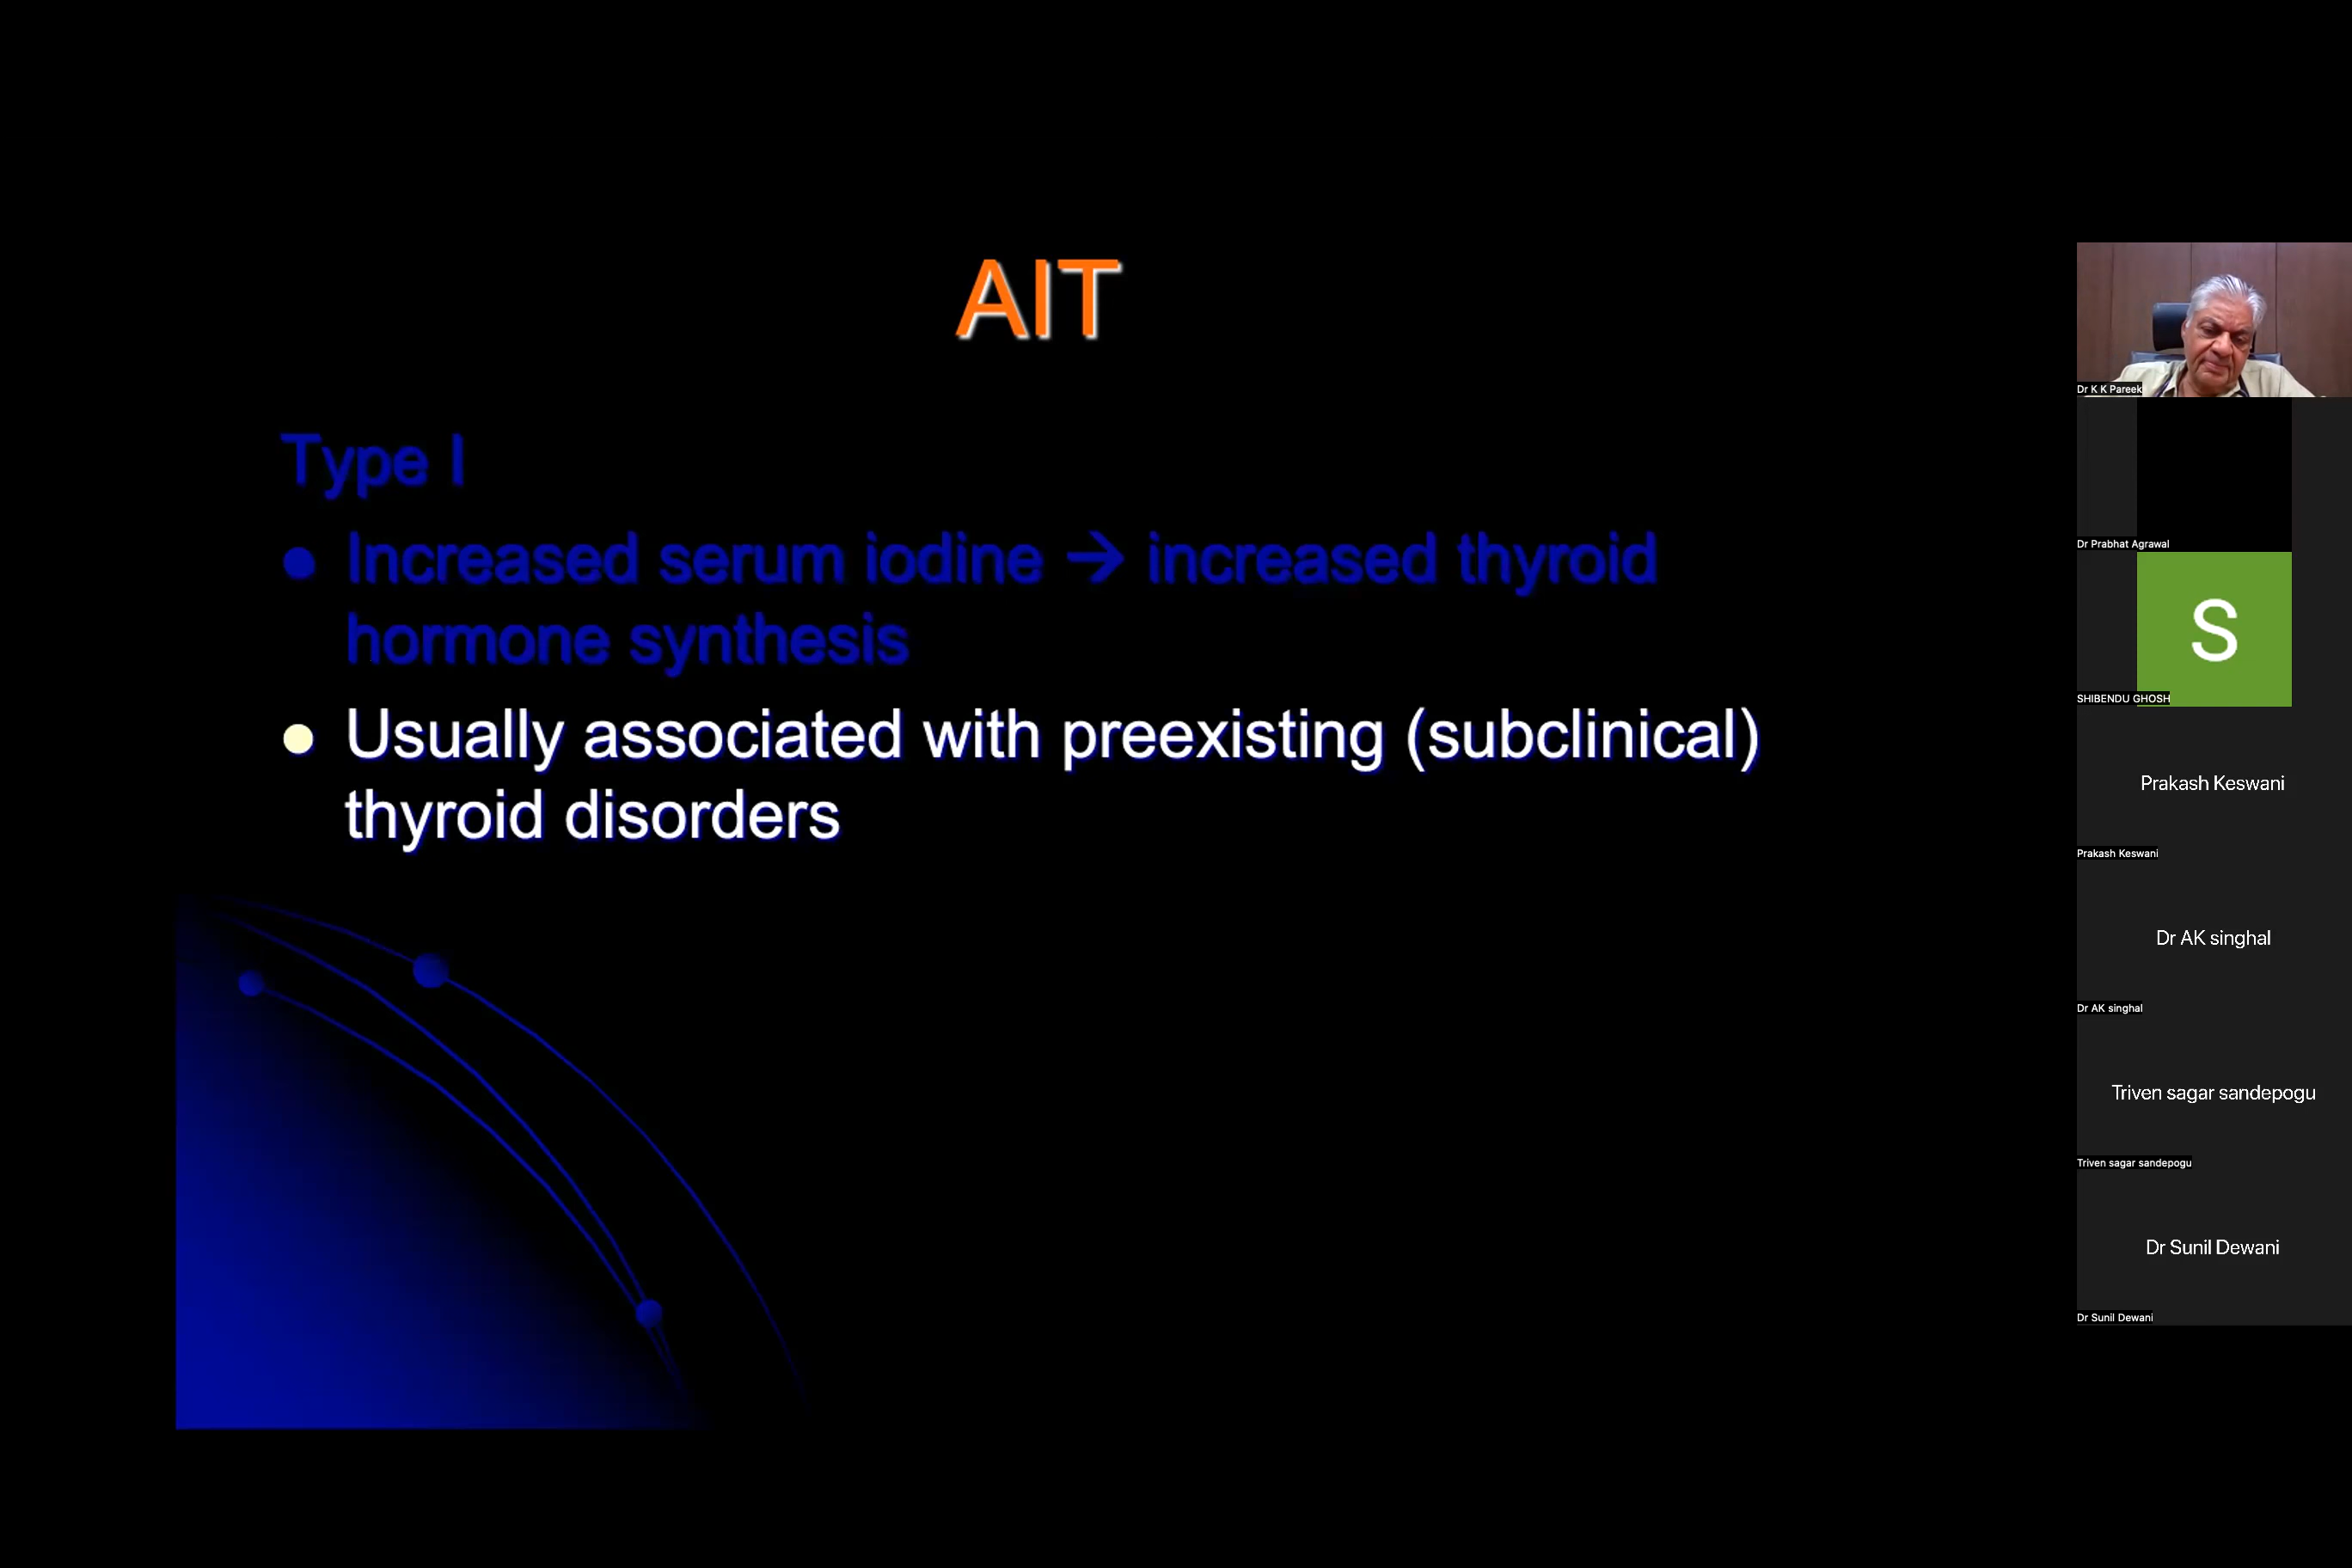 AIT
Type I
● Increased serum iodine → increased thyroid
hormone synthesis
● Usually associated with preexisting (subclinical)
thyroid disorders
Dr K K Pareek
Dr Prabhat Agrawal
S
SHIBENDU GHOSH
Prakash Keswani
Prakash Keswani
Dr AK singhal
Dr AK singhal
Triven sagar sandepogu
Triven sagar sandepogu
Dr Sunil Dewani
Dr Sunil Dewani